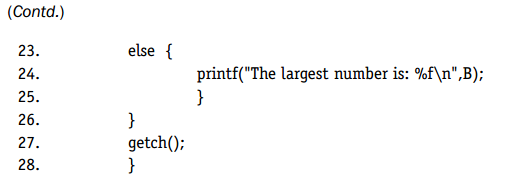 (Contd.)
23. else {
24. printf("The largest number is: %f\n",B);
25. }
26. }
27. getch();
28. }